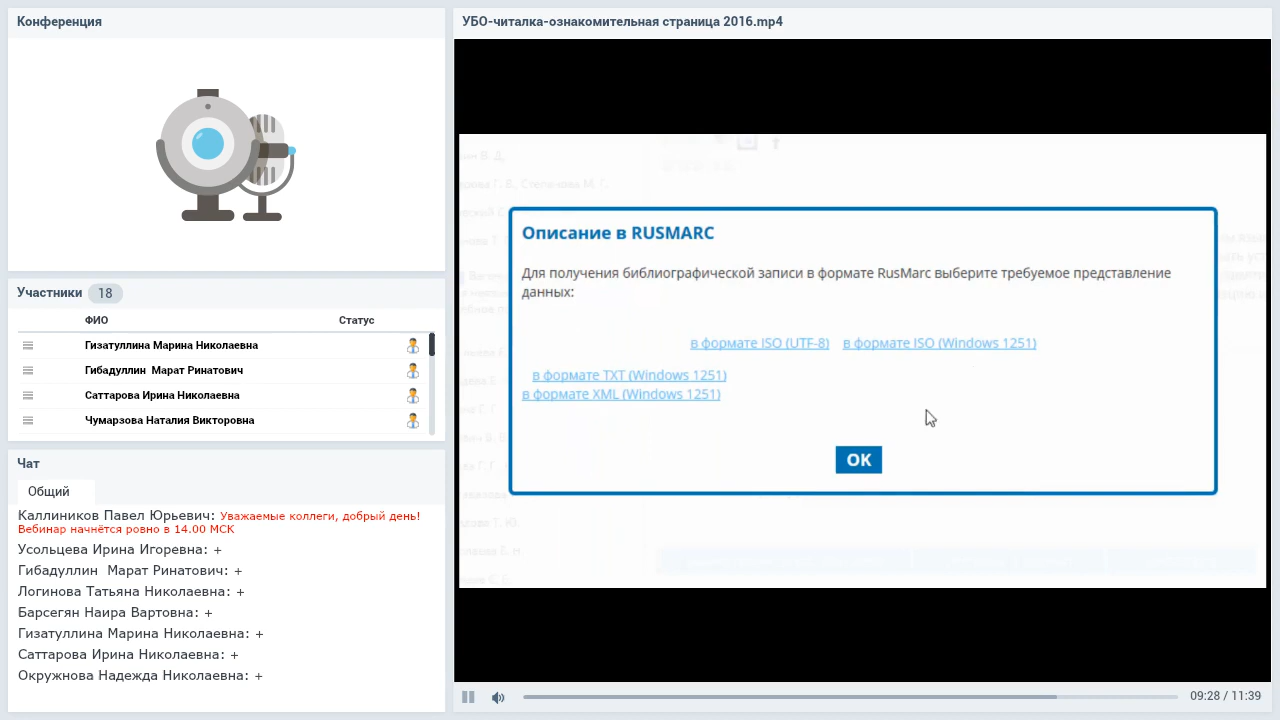 Конференция
УБО-читалка-ознакомительная страница 2016.mp4
Участники 18
ФИО Статус
Гизатуллина Марина Николаевна
Гибадуллин Марат Ринатович
Саттарова Ирина Николаевна
Чумарзова Наталия Викторовна
Чат
Общий
Каллиников Павел Юрьевич: Уважаемые коллеги, добрый день!
Вебинар начнётся ровно в 14.00 МСК
Усольцева Ирина Игоревна: +
Гибадуллин Марат Ринатович: +
Логинова Татьяна Николаевна: +
Барсегян Наира Вартовна: +
Гизатуллина Марина Николаевна: +
Саттарова Ирина Николаевна: +
Окружнова Надежда Николаевна: +
Описание в RUSMARC
Для получения библиографической записи в формате RusMarc выберите требуемое представление
данных:
в формате ISO (UTF-8) в формате ISO (Windows 1251)
в формате TXT (Windows 1251)
в формате XML (Windows 1251)
OK
09:28 / 11:39